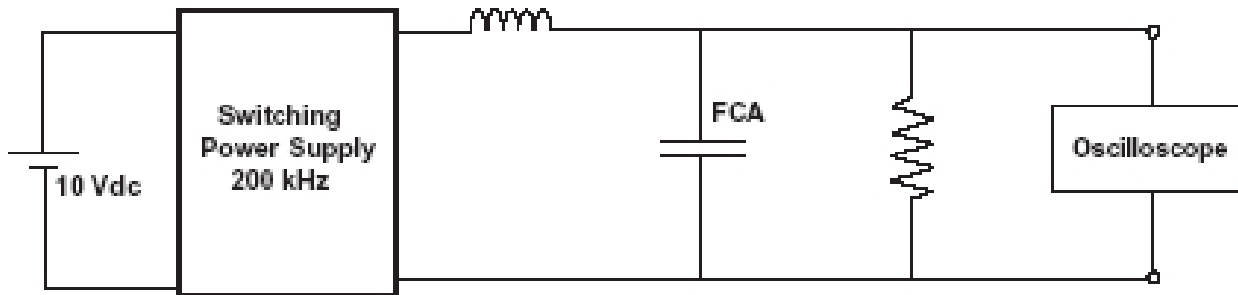 10 Vdc
Switching
Power Supply
200 kHz
FCA
Oscilloscope